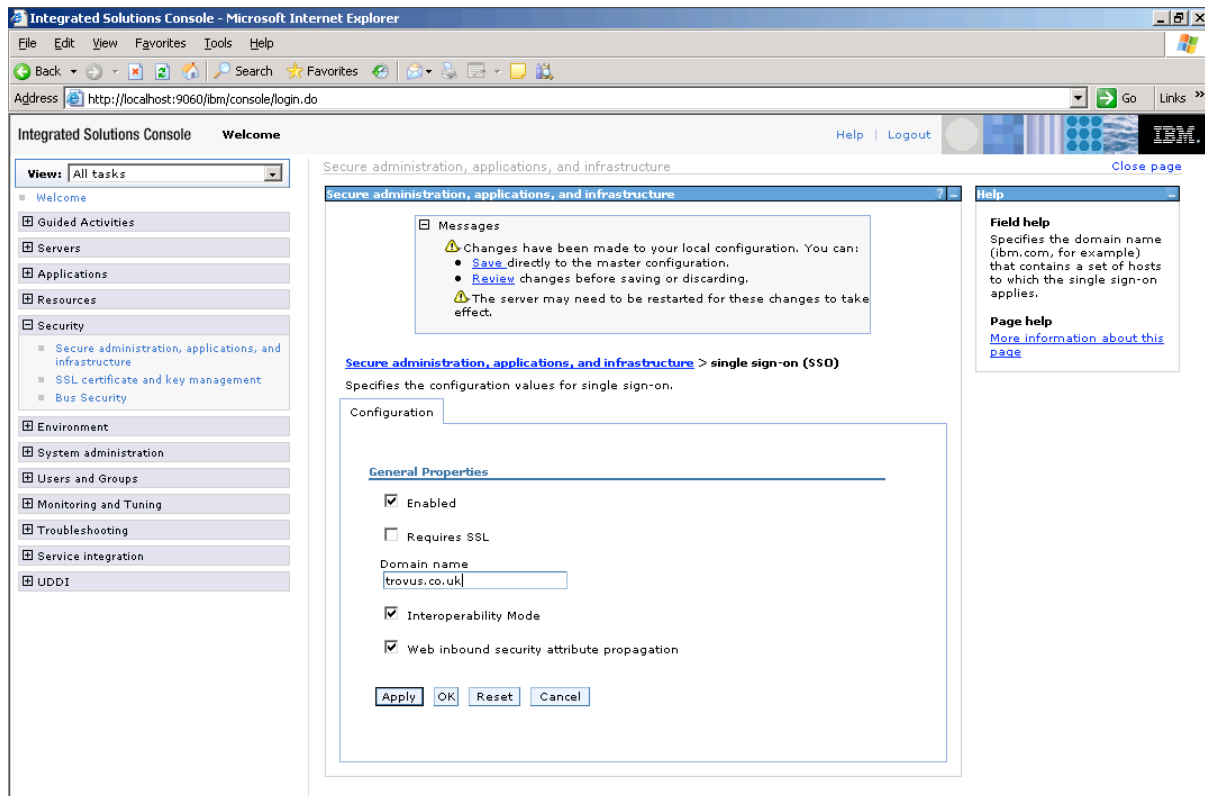 Integrated Solutions Console - Microsoft Internet Explorer
File Edit View Favorites Tools Help
Back Search Favorites
Address http://localhost:9060/ibm/console/login.do Go Links »
Integrated Solutions Console Welcome Help | Logout IBM.
View: All tasks
Welcome
Guided Activities
Servers
Applications
Resources
Security
Secure administration, applications, and
infrastructure
SSL certificate and key management
Bus Security
Environment
System administration
Users and Groups
Monitoring and Tuning
Troubleshooting
Service integration
UDDI
Secure administration, applications, and infrastructure Close page
Secure administration, applications, and infrastructure ? -
Messages
Changes have been made to your local configuration. You can:
• Save directly to the master configuration.
• Review changes before saving or discarding.
The server may need to be restarted for these changes to take
effect.
Secure administration, applications, and infrastructure > single sign-on (SSO)
Specifies the configuration values for single sign-on.
Configuration
General Properties
Enabled
Requires SSL
Domain name
trovus.co.uk
Interoperability Mode
Web inbound security attribute propagation
Apply OK Reset Cancel
Help -
Field help
Specifies the domain name
(ibm.com, for example)
that contains a set of hosts
to which the single sign-on
applies.
Page help
More information about this
page